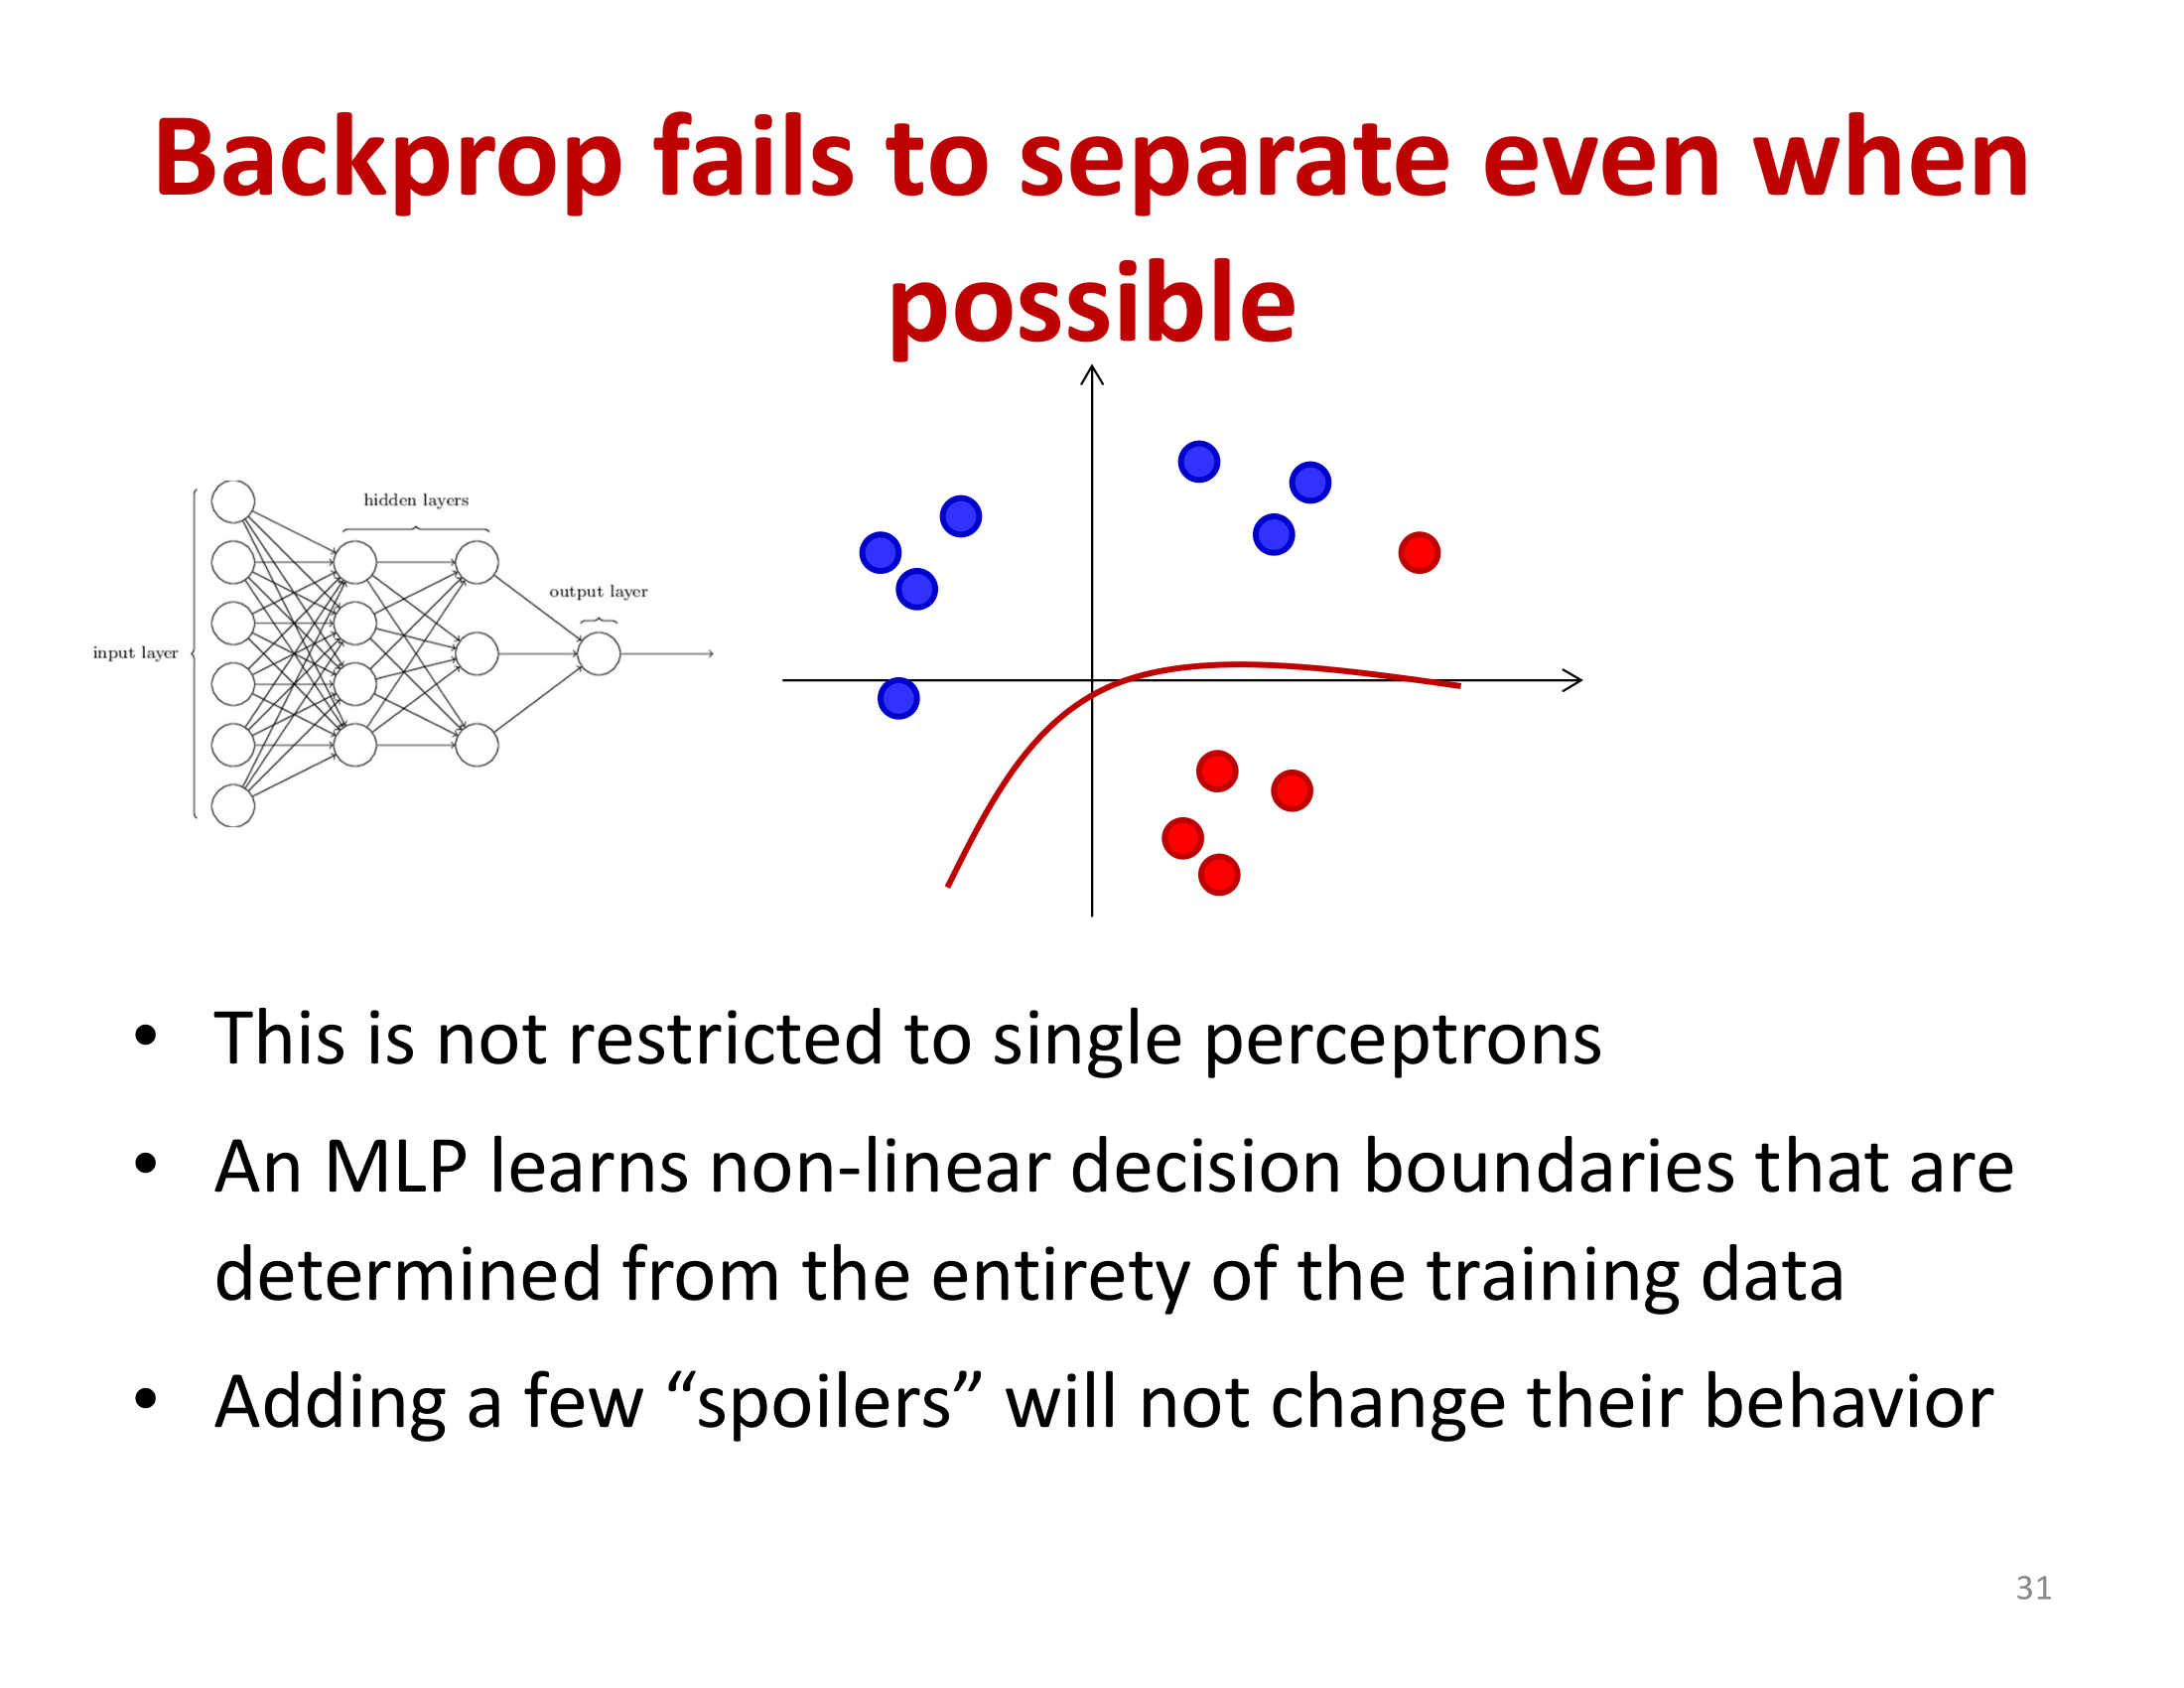 Backprop fails to separate even when
possible
hidden layers
output layer
input layer
• This is not restricted to single perceptrons
• An MLP learns non-linear decision boundaries that are
determined from the entirety of the training data
• Adding a few “spoilers” will not change their behavior
31